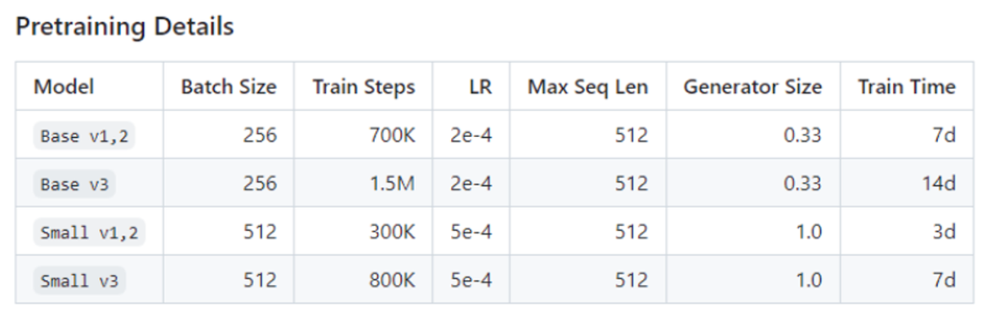 Pretraining Details
Model Batch Size Train Steps LR Max Seq Len Generator Size Train Time
Base v1,2 256 700K 2e-4 512 0.33 7d
Base v3 256 1.5M 2e-4 512 0.33 14d
Small v1,2 512 300K 5e-4 512 1.0 3d
Small v3 512 800K 5e-4 512 1.0 7d